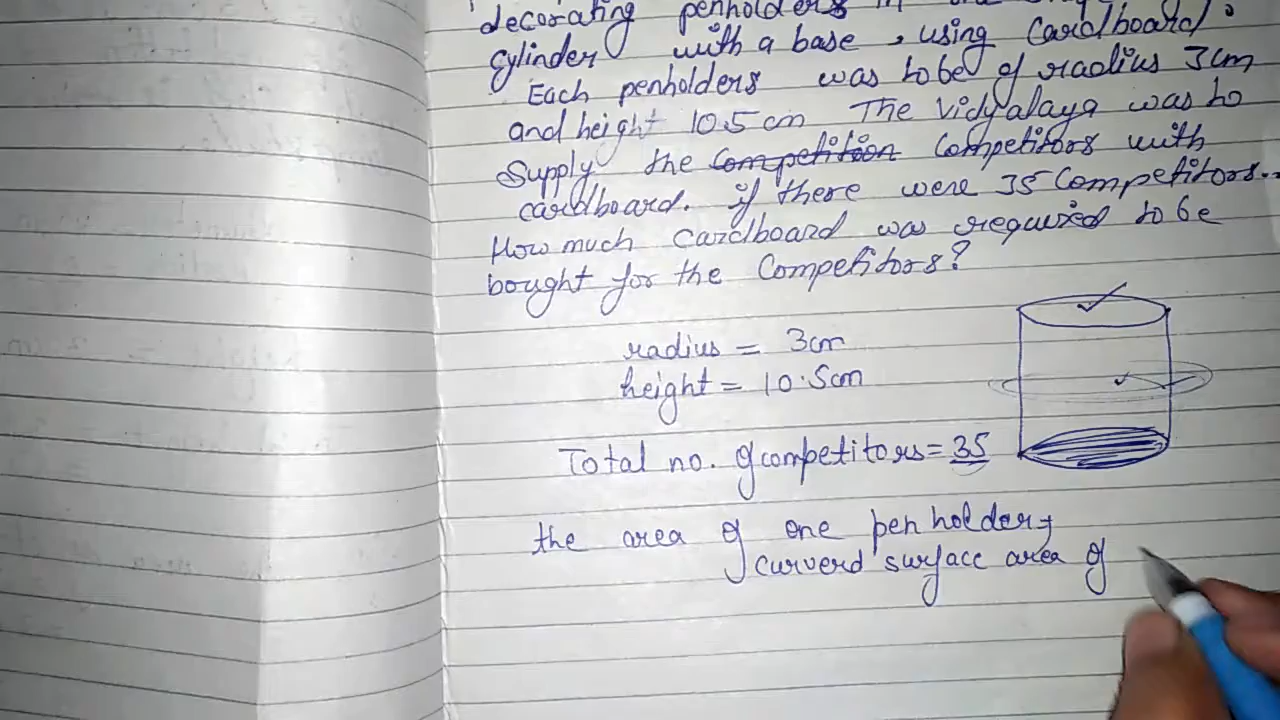 decorating penholders in
cylinder with a base, using Cardboard.
Each penholders was to be of radius 3cm
and height 10.5 cm The Vidyalaya was to
Supply the Competition Competitors with
cardboard. if there were 35 Competitors..
How much cardboard was required to be
bought for the Competitors?
radius = 3cm
height = 10.5cm
Total no. of competitors = 35
the area of one penholder,
curverd surface area of